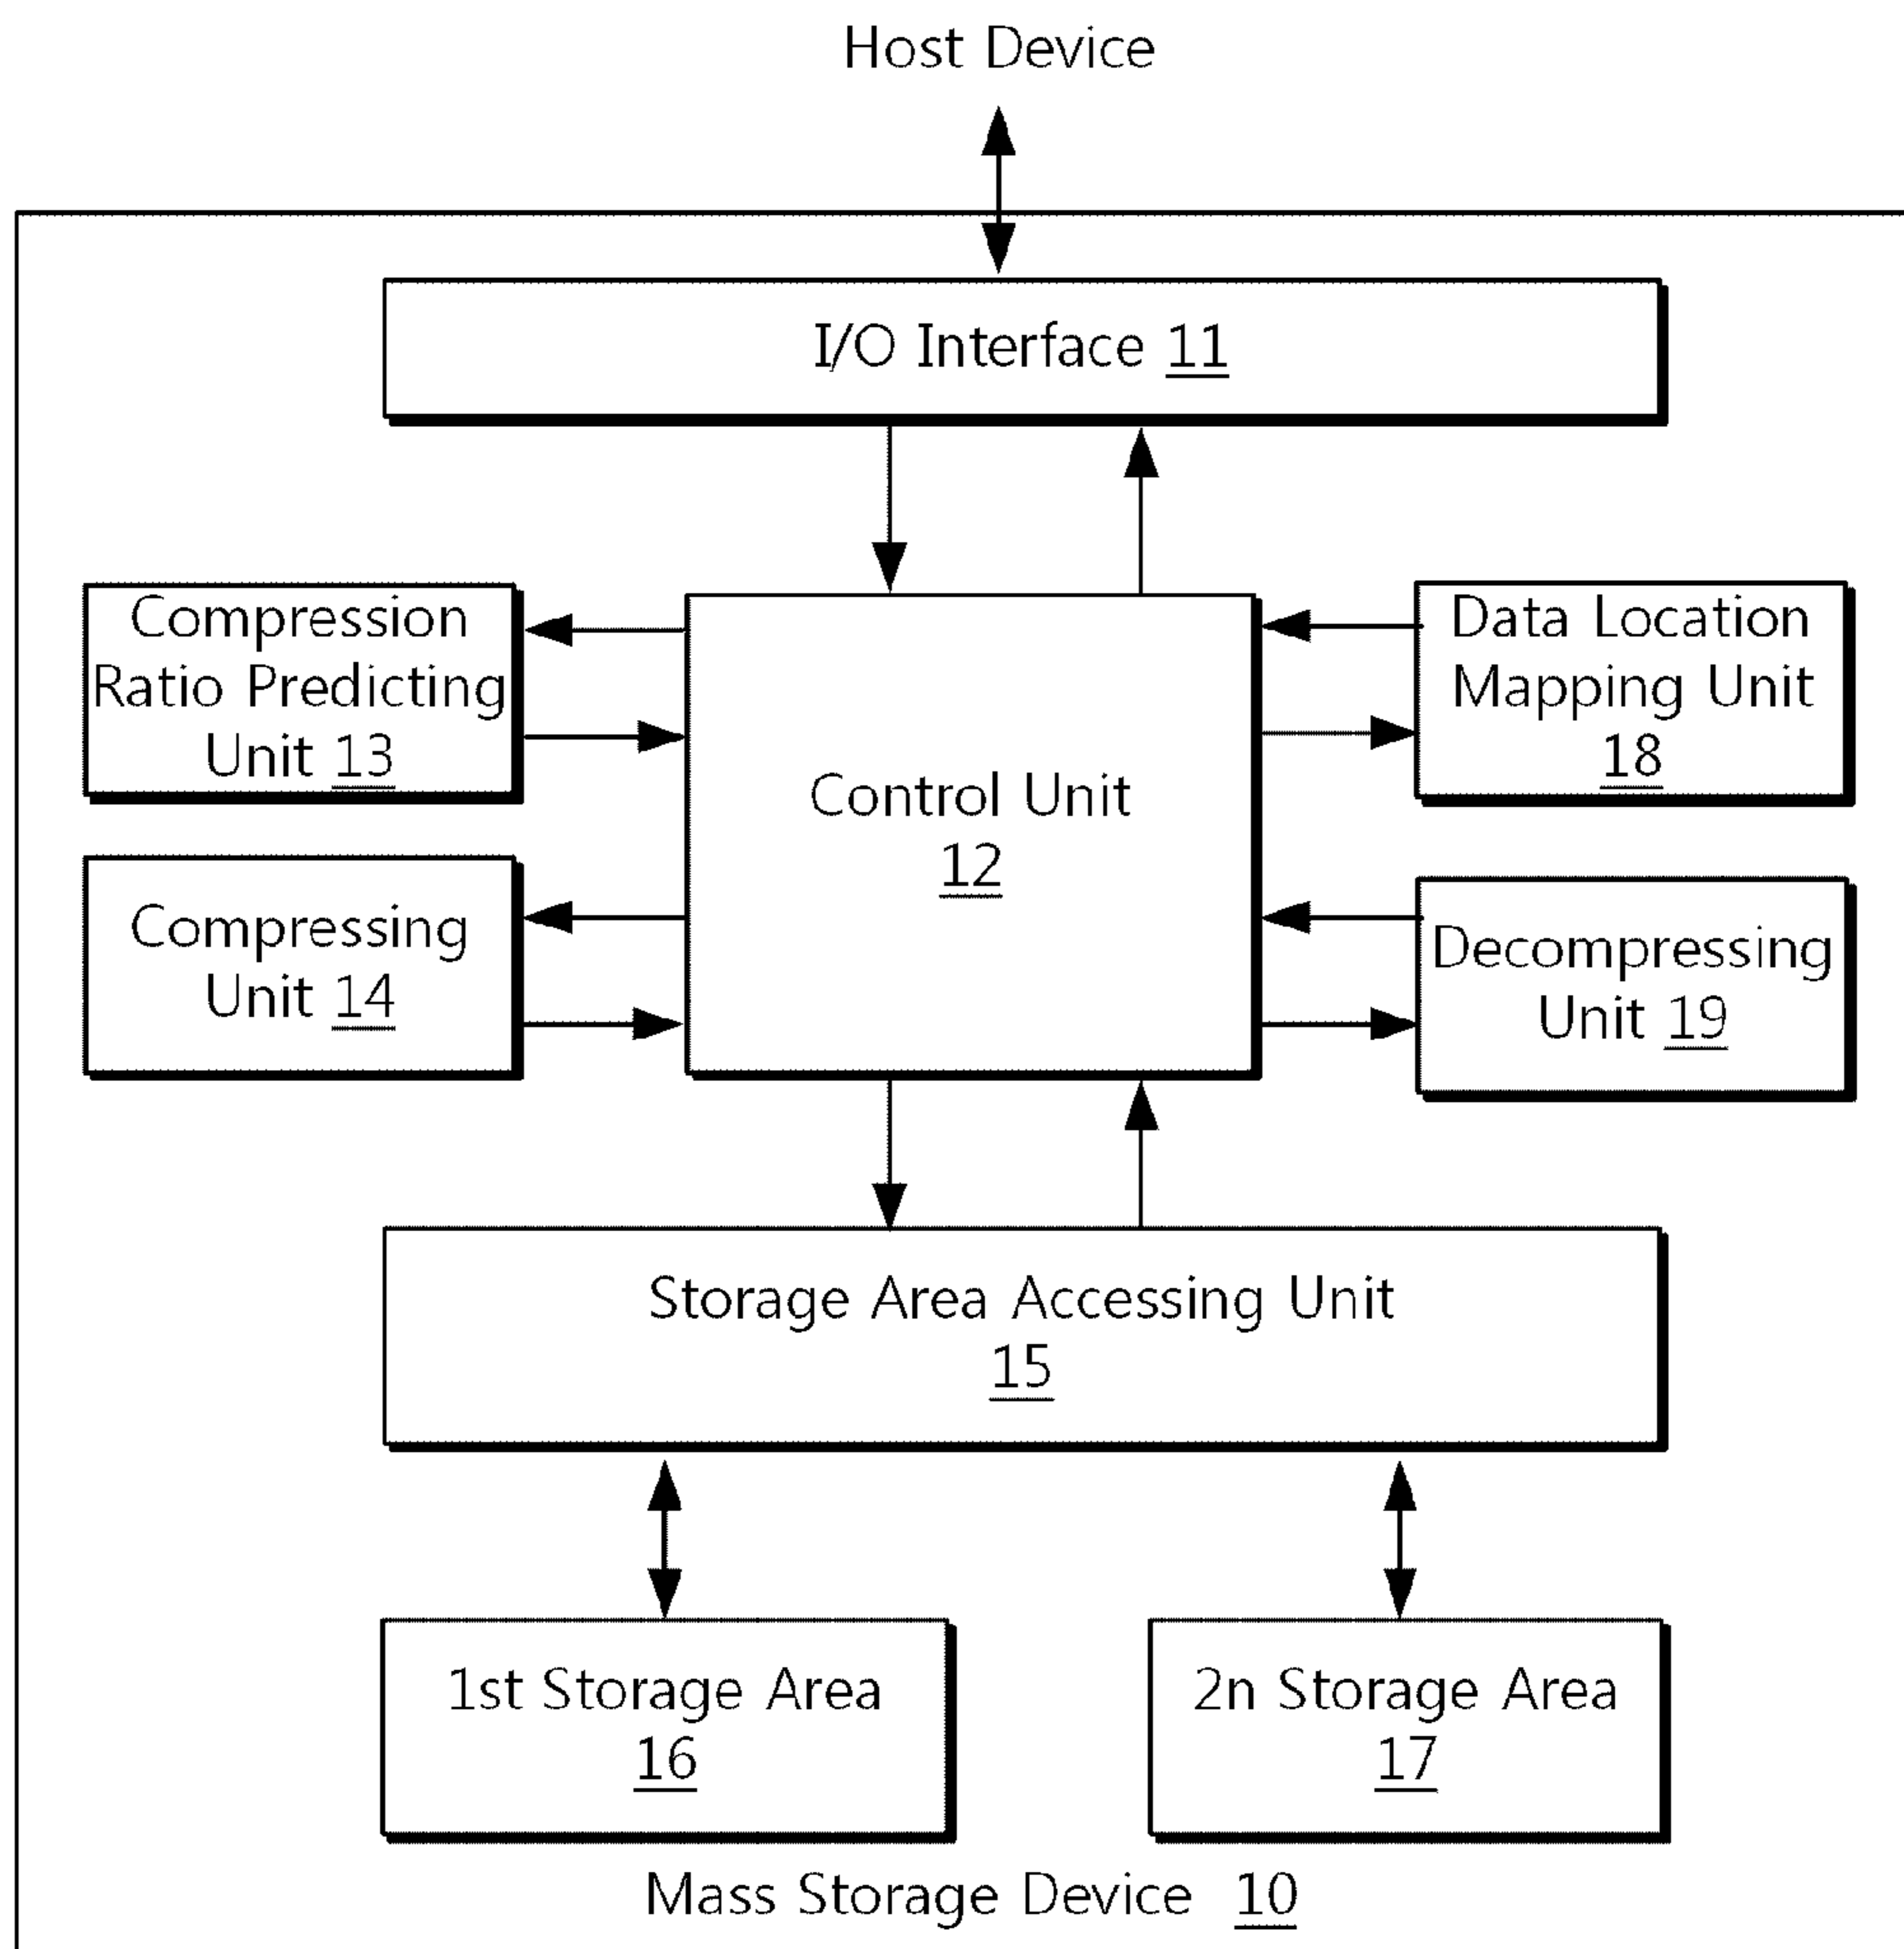 Host Device
I/O Interface 11
Compression
Ratio Predicting
Unit 13
Data Location
Mapping Unit
18
Control Unit
12
Compressing
Unit 14
Decompressing
Unit 19
Storage Area Accessing Unit
15
1st Storage Area
16
2n Storage Area
17
Mass Storage Device 10